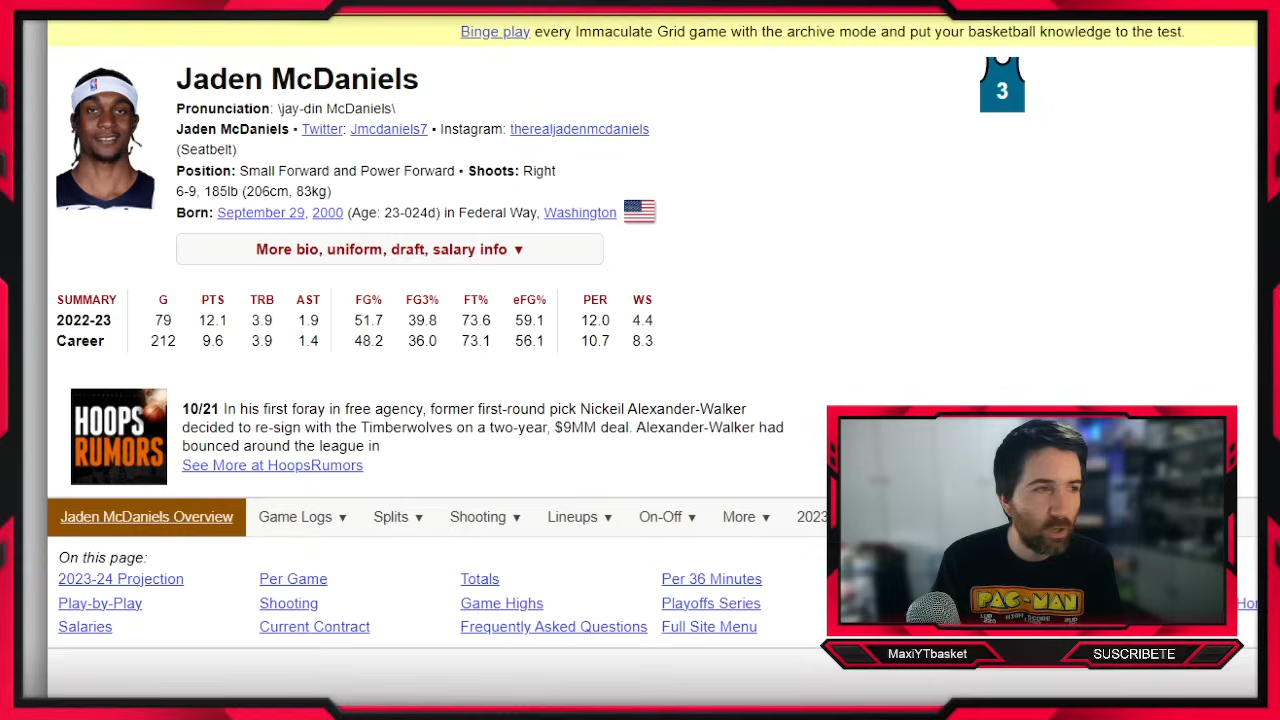 Binge play every Immaculate Grid game with the archive mode and put your basketball knowledge to the test.
Jaden McDaniels
3
Pronunciation: \jay-din McDaniels\
Jaden McDaniels ▪ Twitter: Jmcdaniels7 ▪ Instagram: therealjadenmcdaniels
(Seatbelt)
Position: Small Forward and Power Forward ▪ Shoots: Right
6-9, 185lb (206cm, 83kg)
Born: September 29, 2000 (Age: 23-024d) in Federal Way, Washington
More bio, uniform, draft, salary info ▼
SUMMARY G PTS TRB AST FG% FG3% FT% eFG% PER WS
2022-23 79 12.1 3.9 1.9 51.7 39.8 73.6 59.1 12.0 4.4
Career 212 9.6 3.9 1.4 48.2 36.0 73.1 56.1 10.7 8.3
HOOPS
RUMORS
10/21 In his first foray in free agency, former first-round pick Nickeil Alexander-Walker
decided to re-sign with the Timberwolves on a two-year, $9MM deal. Alexander-Walker had
bounced around the league in
See More at HoopsRumors
Jaden McDaniels Overview Game Logs ▼ Splits ▼ Shooting ▼ Lineups ▼ On-Off ▼ More ▼ 2023
On this page:
2023-24 Projection Per Game Totals Per 36 Minutes
Play-by-Play Shooting Game Highs Playoffs Series
Salaries Current Contract Frequently Asked Questions Full Site Menu
PAC-MAN
HIGH SCORE
MaxiYTbasket
SUSCRIBETE